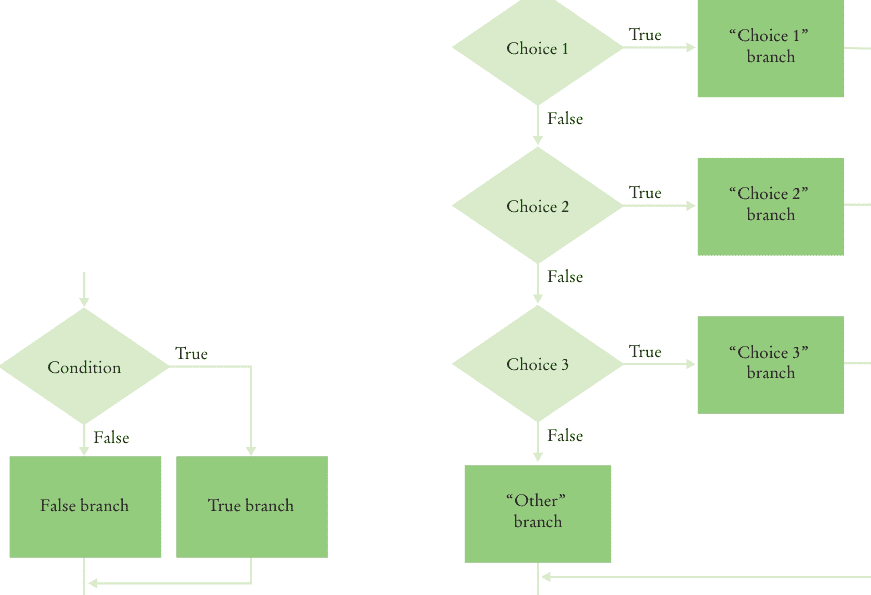 Condition
True
False
False branch
True branch
Choice 1
True
“Choice 1”
branch
False
Choice 2
True
“Choice 2”
branch
False
Choice 3
True
“Choice 3”
branch
False
“Other”
branch